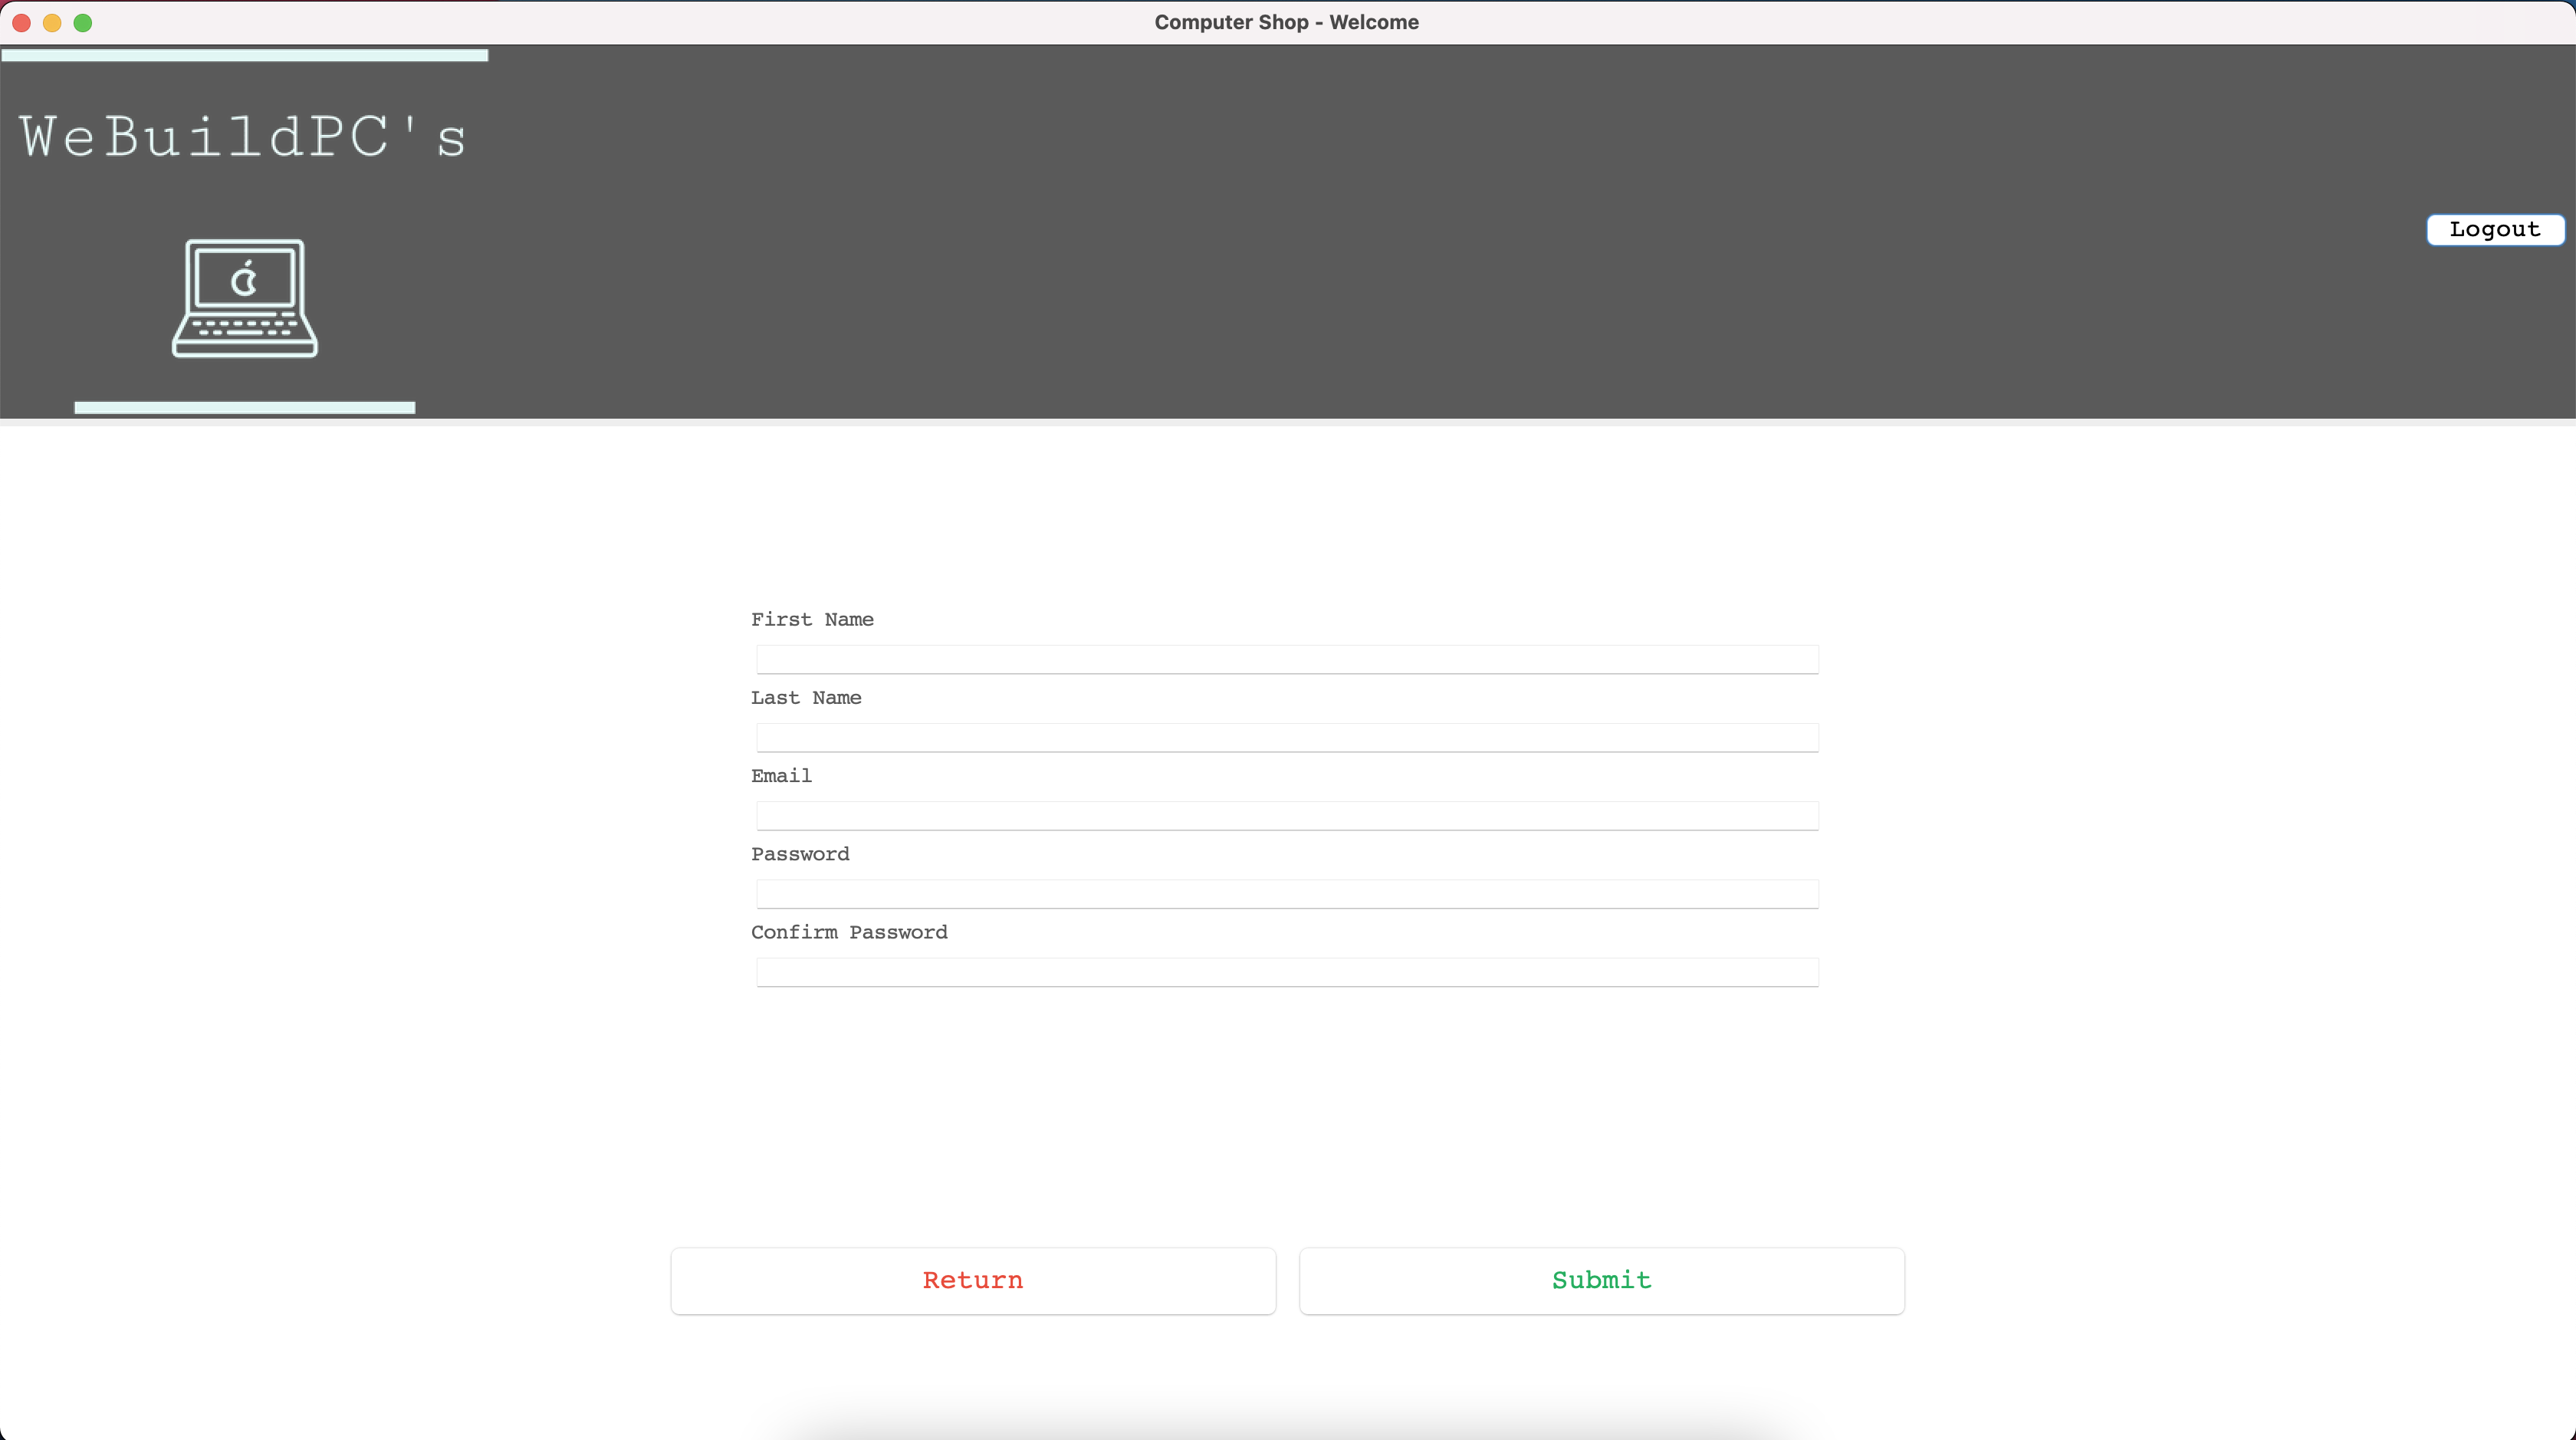 Computer Shop - Welcome
WeBuildPC's
Logout
First Name
Last Name
Email
Password
Confirm Password
Return
Submit